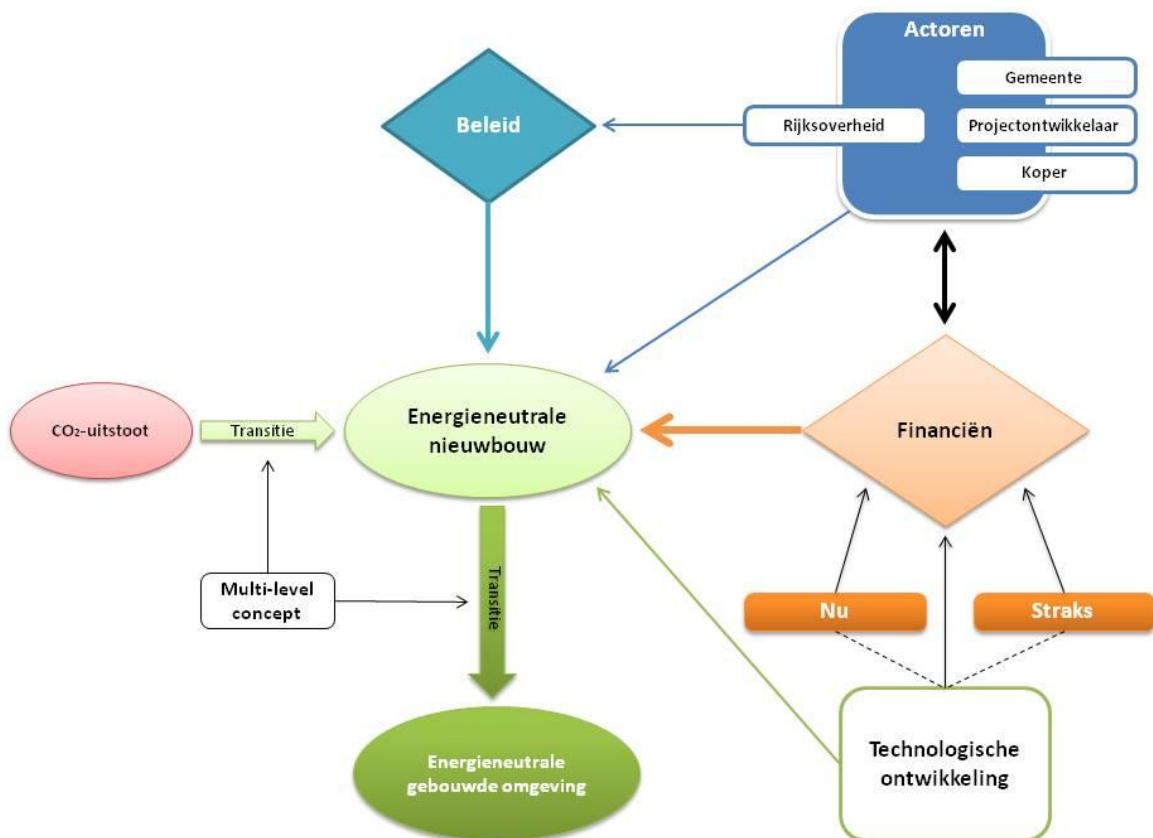 Actoren
Gemeente
Beleid
Rijksoverheid
Projectontwikkelaar
Koper
CO₂-uitstoot
Transitie
Energieneutrale
nieuwbouw
Financiën
Multi-level
concept
Transitie
Nu
Straks
Energieneutrale
gebouwde omgeving
Technologische
ontwikkeling